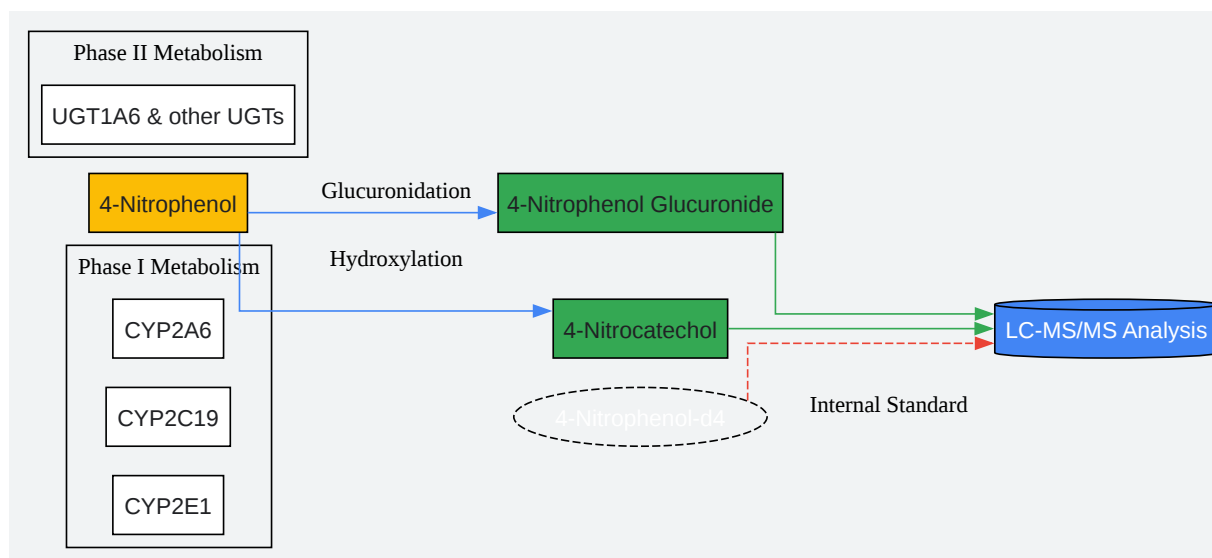 Phase II Metabolism
UGT1A6 & other UGTs
4-Nitrophenol
Glucuronidation
4-Nitrophenol Glucuronide
Hydroxylation
Phase I Metabolism
CYP2A6
4-Nitrocatechol
LC-MS/MS Analysis
CYP2C19
4-Nitrophenol-d4
Internal Standard
CYP2E1